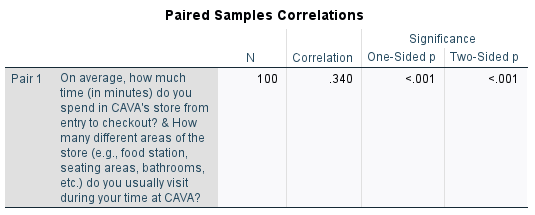 Paired Samples Correlations
Significance
N Correlation One-Sided p Two-Sided p
Pair 1 On average, how much 100 .340 <.001 <.001
time (in minutes) do you
spend in CAVA's store from
entry to checkout? & How
many different areas of the
store (e.g., food station,
seating areas, bathrooms,
etc.) do you usually visit
during your time at CAVA?